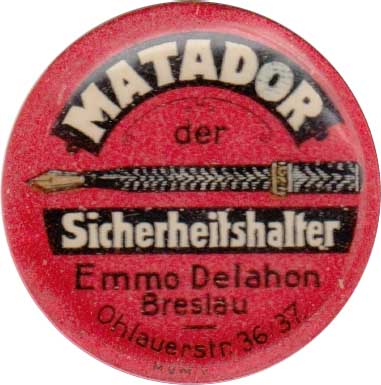 MATADOR
der
Sicherheitshalter
Emmo Delahon
Breslau
Ohlauerstr. 36/37